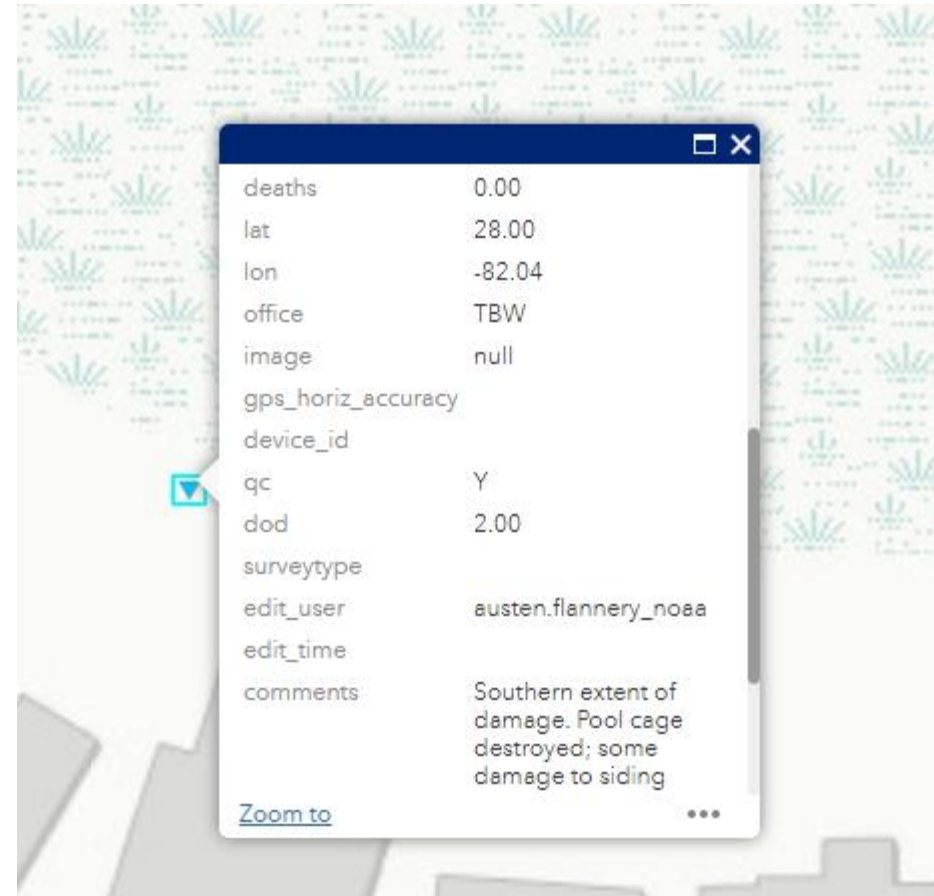 deaths 0.00
lat 28.00
lon -82.04
office TBW
image null
gps_horiz_accuracy
device_id
qc Y
dod 2.00
surveytype
edit_user austen.flannery_noaa
edit_time
comments Southern extent of
damage. Pool cage
destroyed; some
damage to siding
Zoom to